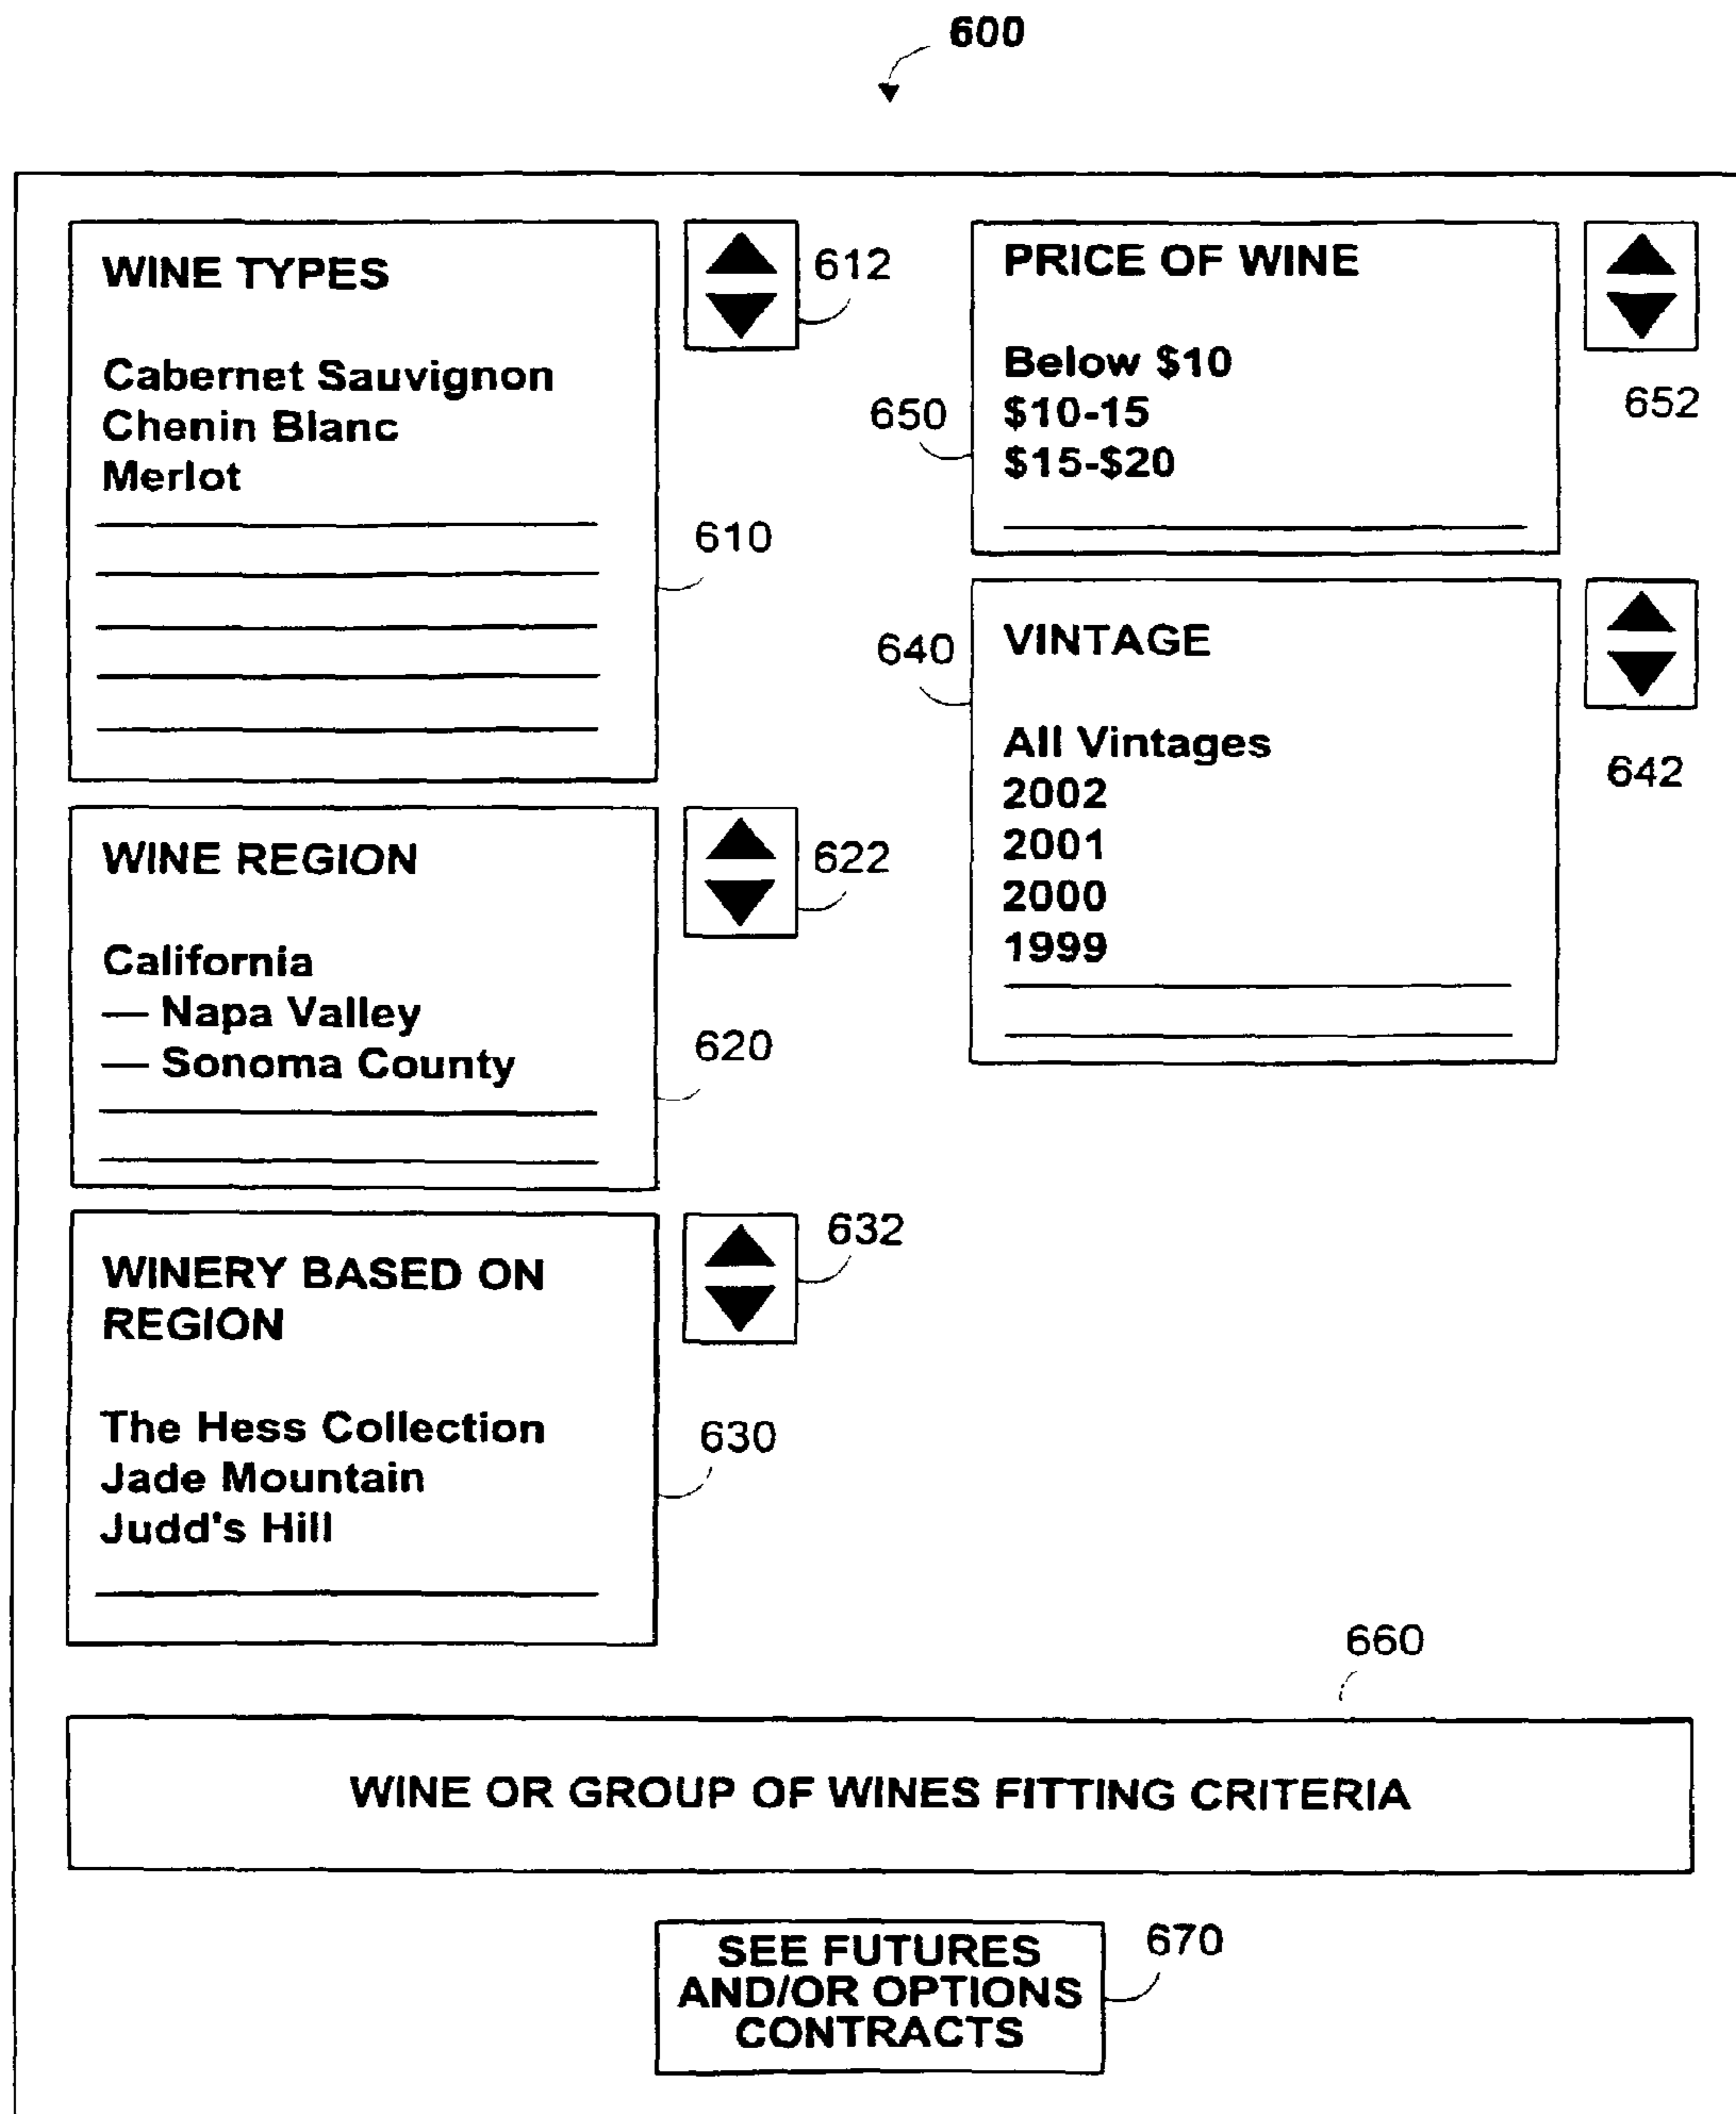 600
WINE TYPES
Cabernet Sauvignon
Chenin Blanc
Merlot
612
610
WINE REGION
California
— Napa Valley
— Sonoma County
622
620
WINERY BASED ON
REGION
The Hess Collection
Jade Mountain
Judd's Hill
632
630
PRICE OF WINE
Below $10
$10-15
$15-$20
650
652
VINTAGE
All Vintages
2002
2001
2000
1999
640
642
660
WINE OR GROUP OF WINES FITTING CRITERIA
SEE FUTURES
AND/OR OPTIONS
CONTRACTS
670